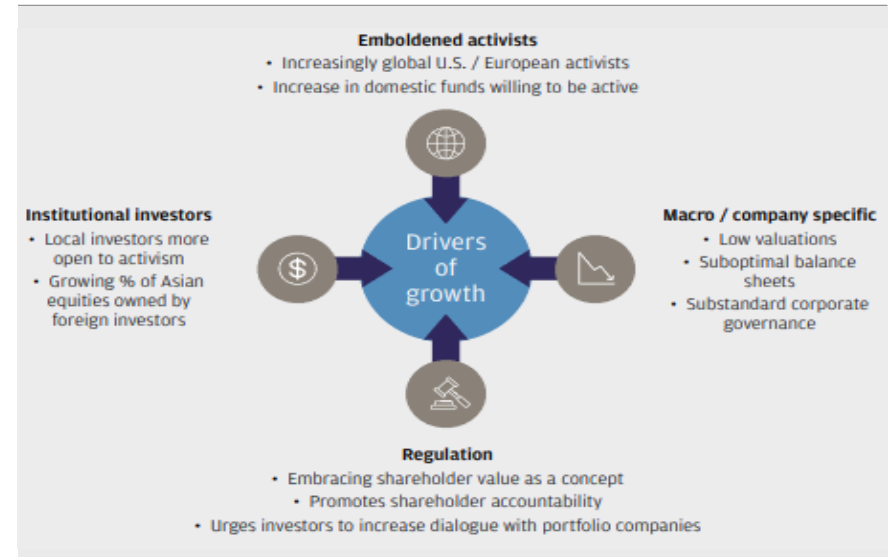 Emboldened activists
• Increasingly global U.S. / European activists
• Increase in domestic funds willing to be active
Institutional investors
• Local investors more
open to activism
• Growing % of Asian
equities owned by
foreign investors
$
Drivers
of
growth
Macro / company specific
• Low valuations
• Suboptimal balance
sheets
• Substandard corporate
governance
Regulation
• Embracing shareholder value as a concept
• Promotes shareholder accountability
• Urges investors to increase dialogue with portfolio companies